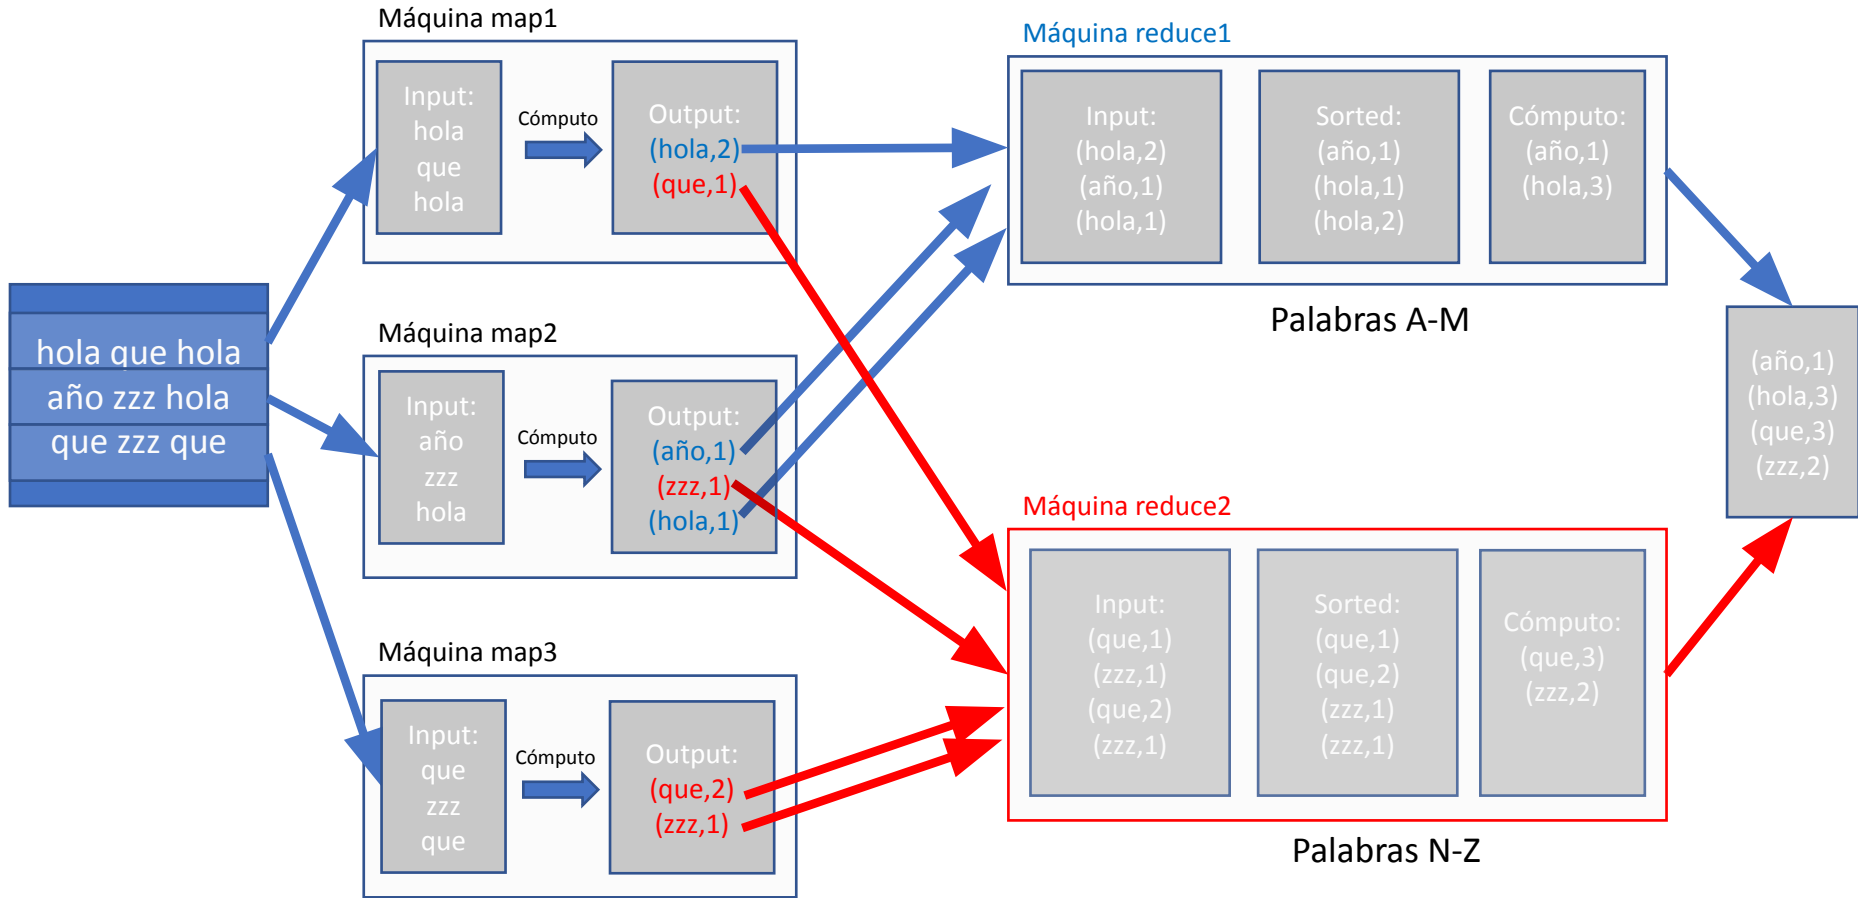 hola que hola
año zzz hola
que zzz que
Máquina map1
Input:
hola
que
hola
Cómputo
Output:
(hola,2)
(que,1)
Máquina map2
Input:
año
zzz
hola
Cómputo
Output:
(año,1)
(zzz,1)
(hola,1)
Máquina map3
Input:
que
zzz
que
Cómputo
Output:
(que,2)
(zzz,1)
Máquina reduce1
Input:
(hola,2)
(año,1)
(hola,1)
Sorted:
(año,1)
(hola,1)
(hola,2)
Cómputo:
(año,1)
(hola,3)
Palabras A-M
Máquina reduce2
Input:
(que,1)
(zzz,1)
(que,2)
(zzz,1)
Sorted:
(que,1)
(que,2)
(zzz,1)
(zzz,1)
Cómputo:
(que,3)
(zzz,2)
Palabras N-Z
(año,1)
(hola,3)
(que,3)
(zzz,2)